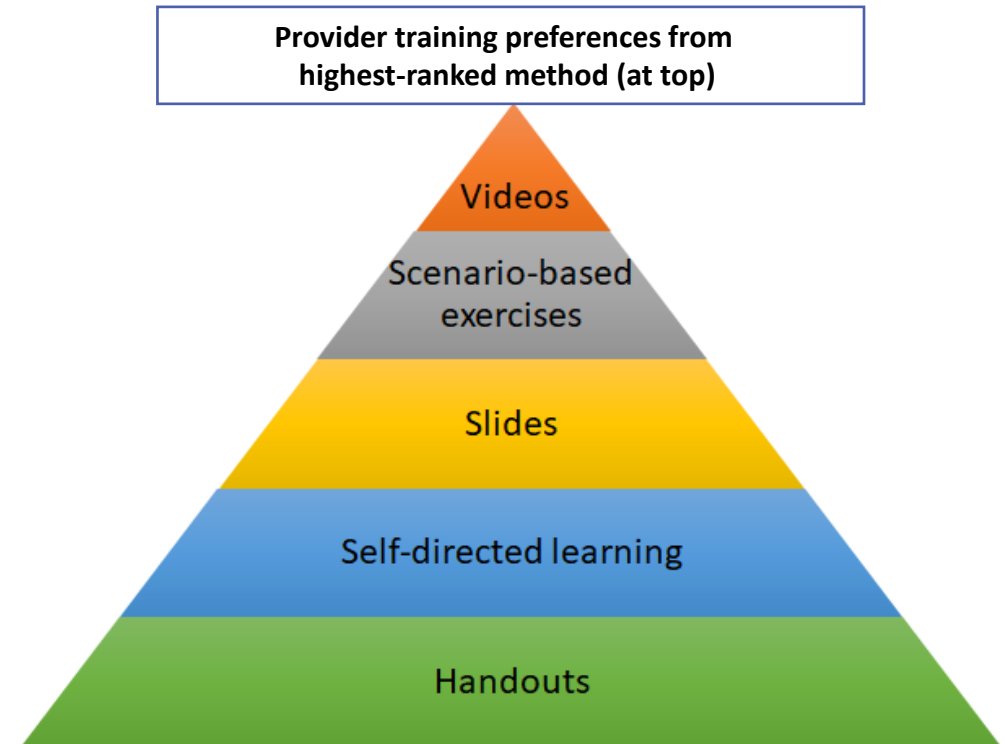 Provider training preferences from
highest-ranked method (at top)
Videos
Scenario-based
exercises
Slides
Self-directed learning
Handouts